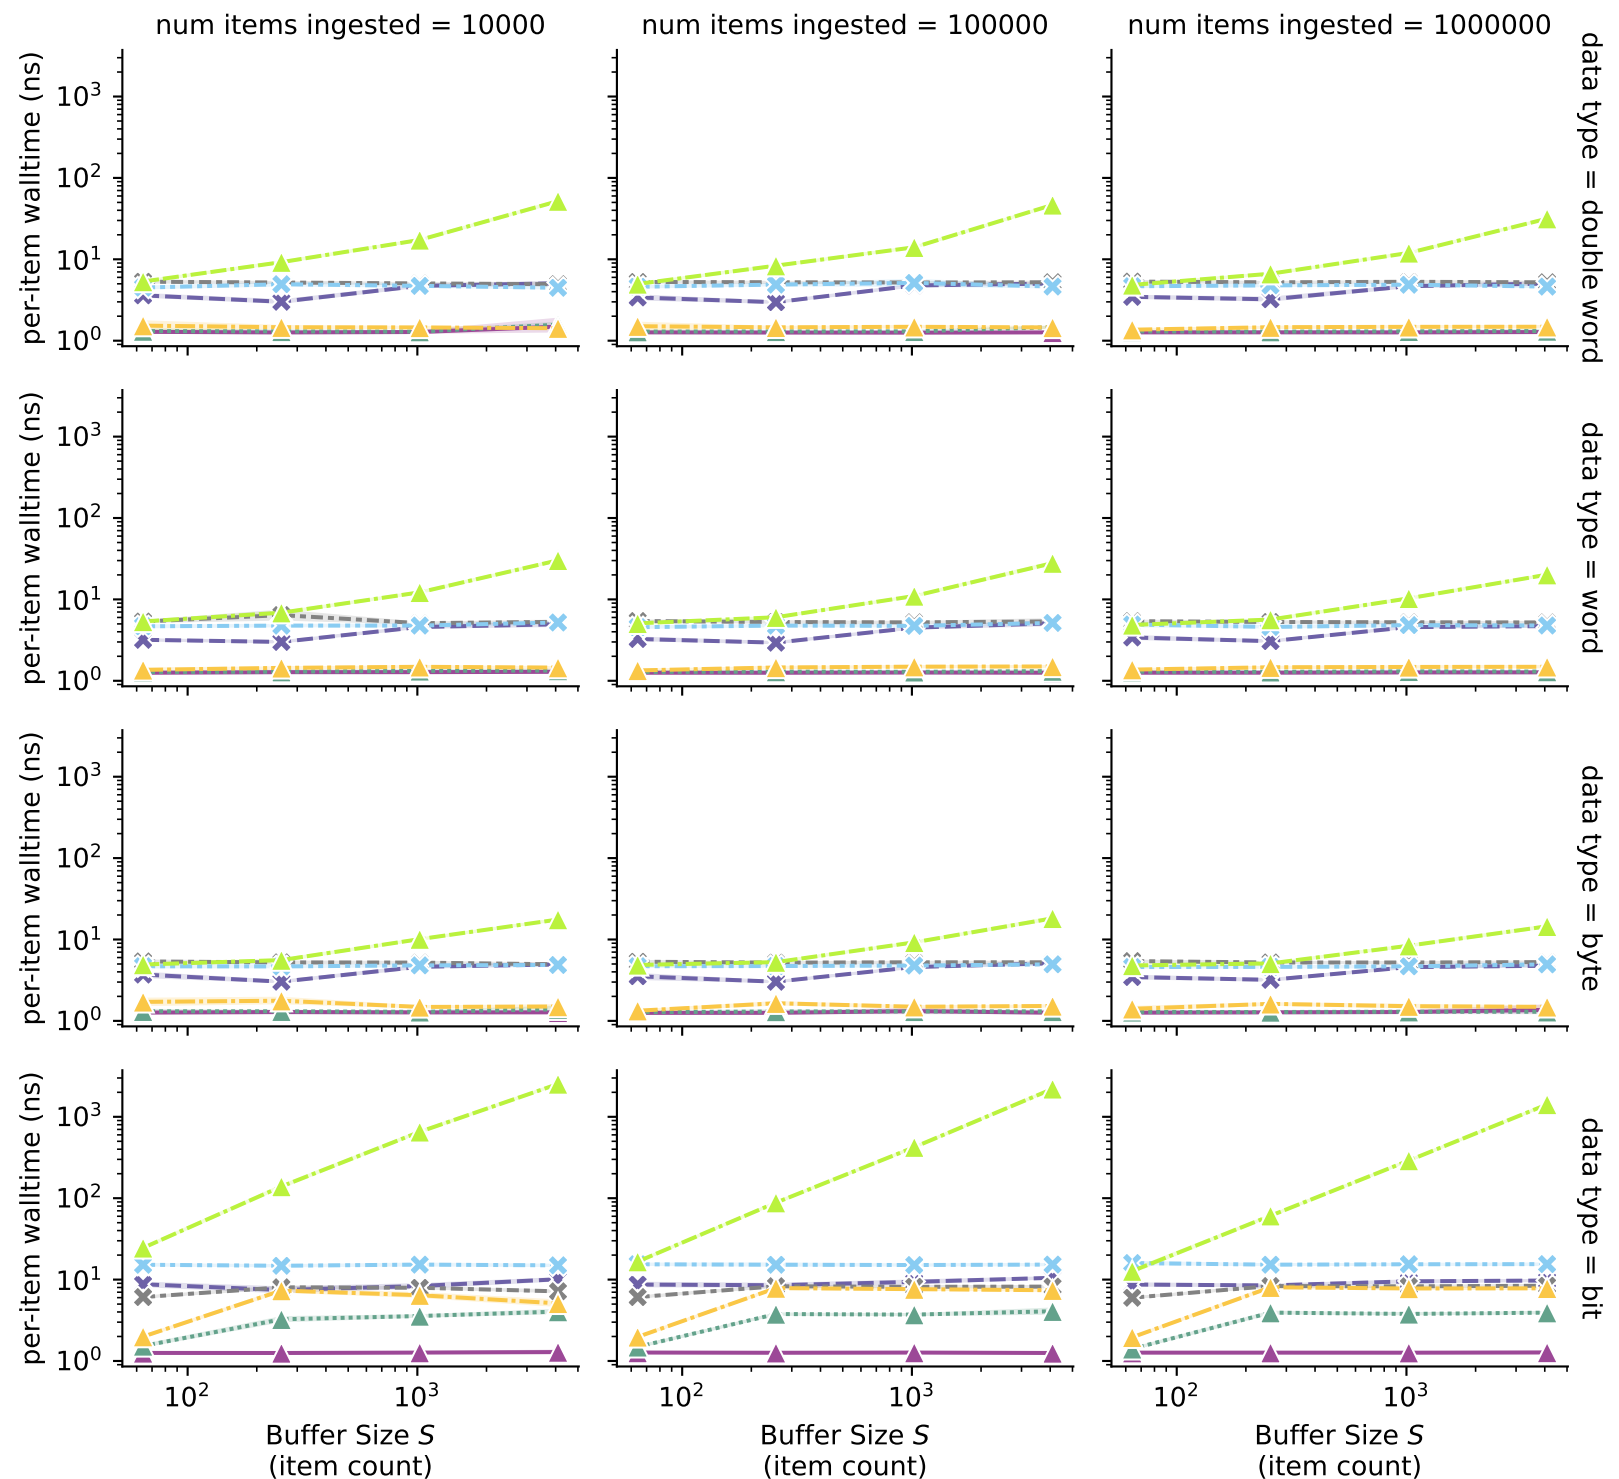 num items ingested = 10000
num items ingested = 100000
num items ingested = 1000000
per-item walltime (ns)
10³
10²
10¹
10⁰
data type = double word
per-item walltime (ns)
10³
10²
10¹
10⁰
data type = word
per-item walltime (ns)
10³
10²
10¹
10⁰
data type = byte
per-item walltime (ns)
10³
10²
10¹
10⁰
data type = bit
10² 10³
10² 10³
10² 10³
Buffer Size S
(item count)
Buffer Size S
(item count)
Buffer Size S
(item count)